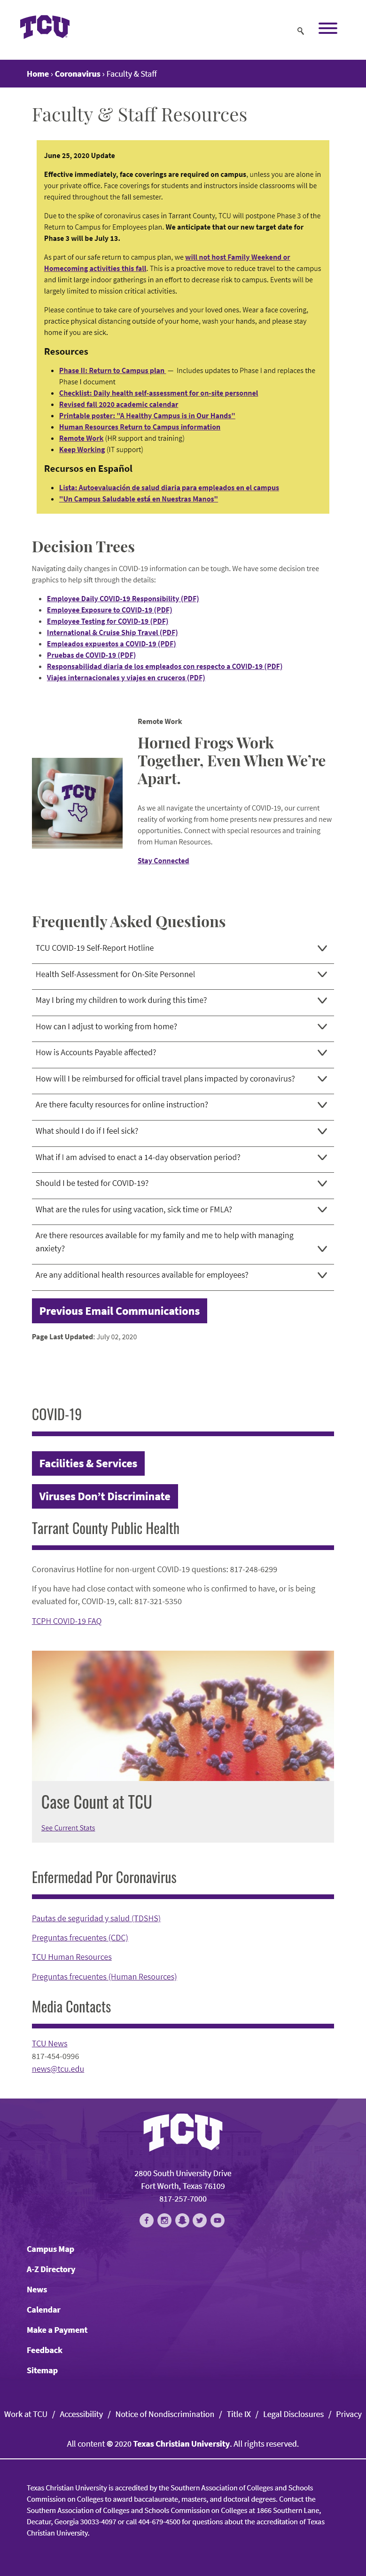 TCU
Home › Coronavirus › Faculty & Staff
Faculty & Staff Resources
June 25, 2020 Update
Effective immediately, face coverings are required on campus, unless you are alone in
your private office. Face coverings for students and instructors inside classrooms will be
required throughout the fall semester.
Due to the spike of coronavirus cases in Tarrant County, TCU will postpone Phase 3 of the
Return to Campus for Employees plan. We anticipate that our new target date for
Phase 3 will be July 13.
As part of our safe return to campus plan, we will not host Family Weekend or
Homecoming activities this fall. This is a proactive move to reduce travel to the campus
and limit large indoor gatherings in an effort to decrease risk to campus. Events will be
largely limited to mission critical activities.
Please continue to take care of yourselves and your loved ones. Wear a face covering,
practice physical distancing outside of your home, wash your hands, and please stay
home if you are sick.
Resources
• Phase II: Return to Campus plan — Includes updates to Phase I and replaces the
Phase I document
• Checklist: Daily health self-assessment for on-site personnel
• Revised fall 2020 academic calendar
• Printable poster: "A Healthy Campus is in Our Hands"
• Human Resources Return to Campus information
• Remote Work (HR support and training)
• Keep Working (IT support)
Recursos en Español
• Lista: Autoevaluación de salud diaria para empleados en el campus
• "Un Campus Saludable está en Nuestras Manos"
Decision Trees
Navigating daily changes in COVID-19 information can be tough. We have some decision tree
graphics to help sift through the details:
• Employee Daily COVID-19 Responsibility (PDF)
• Employee Exposure to COVID-19 (PDF)
• Employee Testing for COVID-19 (PDF)
• International & Cruise Ship Travel (PDF)
• Empleados expuestos a COVID-19 (PDF)
• Pruebas de COVID-19 (PDF)
• Responsabilidad diaria de los empleados con respecto a COVID-19 (PDF)
• Viajes internacionales y viajes en cruceros (PDF)
Remote Work
Horned Frogs Work
Together, Even When We're
Apart.
TCU
As we all navigate the uncertainty of COVID-19, our current
reality of working from home presents new pressures and new
opportunities. Connect with special resources and training
from Human Resources.
Stay Connected
Frequently Asked Questions
TCU COVID-19 Self-Report Hotline
Health Self-Assessment for On-Site Personnel
May I bring my children to work during this time?
How can I adjust to working from home?
How is Accounts Payable affected?
How will I be reimbursed for official travel plans impacted by coronavirus?
Are there faculty resources for online instruction?
What should I do if I feel sick?
What if I am advised to enact a 14-day observation period?
Should I be tested for COVID-19?
What are the rules for using vacation, sick time or FMLA?
Are there resources available for my family and me to help with managing
anxiety?
Are any additional health resources available for employees?
Previous Email Communications
Page Last Updated: July 02, 2020
COVID-19
Facilities & Services
Viruses Don't Discriminate
Tarrant County Public Health
Coronavirus Hotline for non-urgent COVID-19 questions: 817-248-6299
If you have had close contact with someone who is confirmed to have, or is being
evaluated for, COVID-19, call: 817-321-5350
TCPH COVID-19 FAQ
Case Count at TCU
See Current Stats
Enfermedad Por Coronavirus
Pautas de seguridad y salud (TDSHS)
Preguntas frecuentes (CDC)
TCU Human Resources
Preguntas frecuentes (Human Resources)
Media Contacts
TCU News
817-454-0996
news@tcu.edu
TCU
2800 South University Drive
Fort Worth, Texas 76109
817-257-7000
Campus Map
A-Z Directory
News
Calendar
Make a Payment
Feedback
Sitemap
Work at TCU / Accessibility / Notice of Nondiscrimination / Title IX / Legal Disclosures / Privacy
All content © 2020 Texas Christian University. All rights reserved.
Texas Christian University is accredited by the Southern Association of Colleges and Schools
Commission on Colleges to award baccalaureate, masters, and doctoral degrees. Contact the
Southern Association of Colleges and Schools Commission on Colleges at 1866 Southern Lane,
Decatur, Georgia 30033-4097 or call 404-679-4500 for questions about the accreditation of Texas
Christian University.